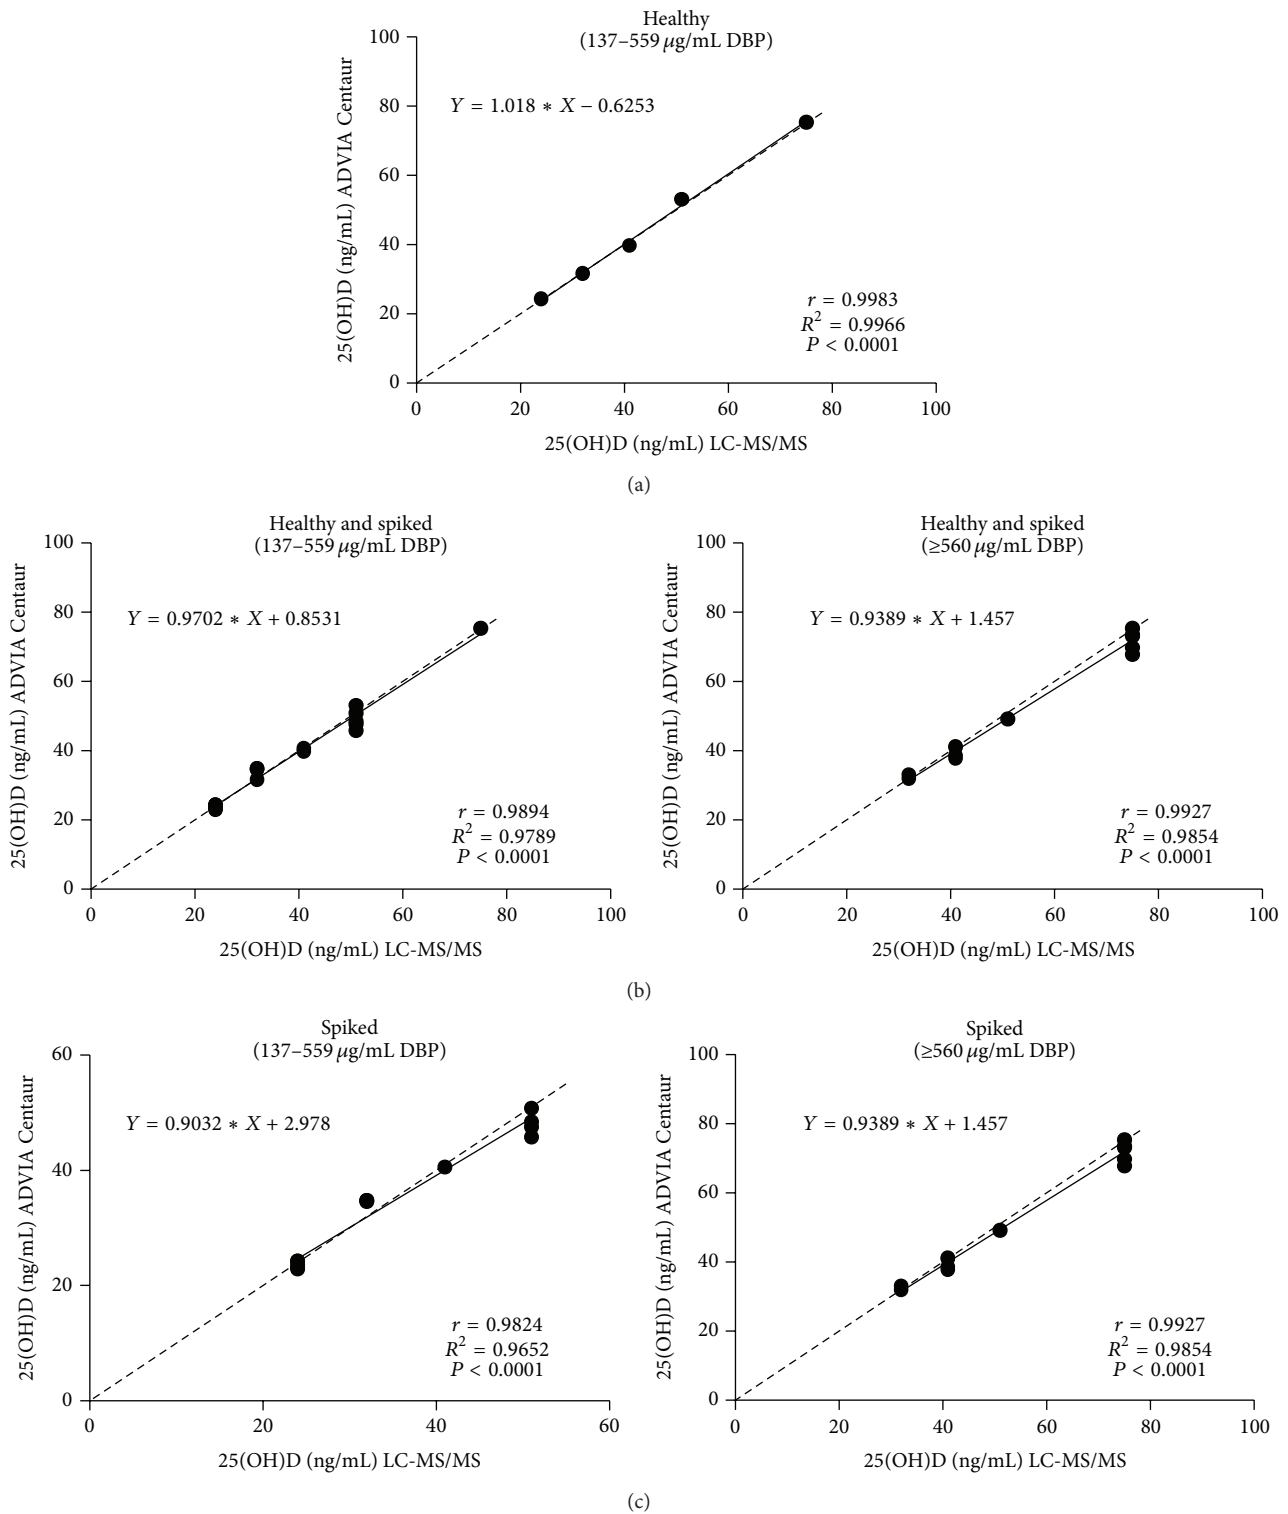 Healthy
(137–559 μg/mL DBP)
100
80
60
40
20
0
25(OH)D (ng/mL) ADVIA Centaur
Y = 1.018 ∗ X − 0.6253
r = 0.9983
R² = 0.9966
P < 0.0001
0 20 40 60 80 100
25(OH)D (ng/mL) LC-MS/MS
(a)
Healthy and spiked
(137–559 μg/mL DBP)
100
80
60
40
20
0
25(OH)D (ng/mL) ADVIA Centaur
Y = 0.9702 ∗ X + 0.8531
r = 0.9894
R² = 0.9789
P < 0.0001
0 20 40 60 80 100
25(OH)D (ng/mL) LC-MS/MS
Healthy and spiked
(≥560 μg/mL DBP)
100
80
60
40
20
0
25(OH)D (ng/mL) ADVIA Centaur
Y = 0.9389 ∗ X + 1.457
r = 0.9927
R² = 0.9854
P < 0.0001
0 20 40 60 80 100
25(OH)D (ng/mL) LC-MS/MS
(b)
Spiked
(137–559 μg/mL DBP)
60
40
20
0
25(OH)D (ng/mL) ADVIA Centaur
Y = 0.9032 ∗ X + 2.978
r = 0.9824
R² = 0.9652
P < 0.0001
0 20 40 60
25(OH)D (ng/mL) LC-MS/MS
Spiked
(≥560 μg/mL DBP)
100
80
60
40
20
0
25(OH)D (ng/mL) ADVIA Centaur
Y = 0.9389 ∗ X + 1.457
r = 0.9927
R² = 0.9854
P < 0.0001
0 20 40 60 80 100
25(OH)D (ng/mL) LC-MS/MS
(c)